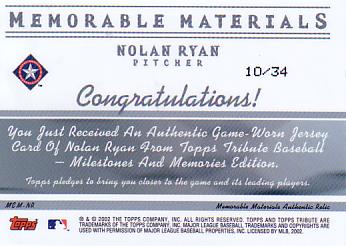 MEMORABLE MATERIALS
NOLAN RYAN
PITCHER
10/34
Congratulations!
You Just Received An Authentic Game-Worn Jersey
Card Of Nolan Ryan From Topps Tribute Baseball
– Milestones And Memories Edition.
Topps pledges to bring you closes to the game and its leading players.
MEM-NR
Memorable Materials Authentic Relic
Topps
® & © 2002 THE TOPPS COMPANY, INC. ALL RIGHTS RESERVED. TOPPS AND TOPPS TRIBUTE ARE
TRADEMARKS OF THE TOPPS COMPANY, INC. MAJOR LEAGUE BASEBALL TRADEMARKS AND COPYRIGHTS ARE
USED WITH PERMISSION OF MAJOR LEAGUE BASEBALL PROPERTIES, INC. LICENSED BY MLB, 2002.